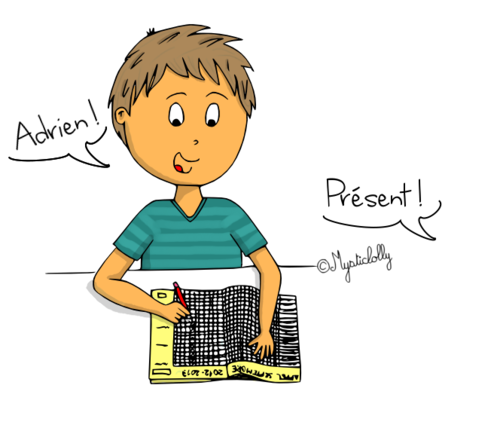 Adrien!
Présent!
©Mysticlolly
2012-2013
APPEL SEPTEMBRE